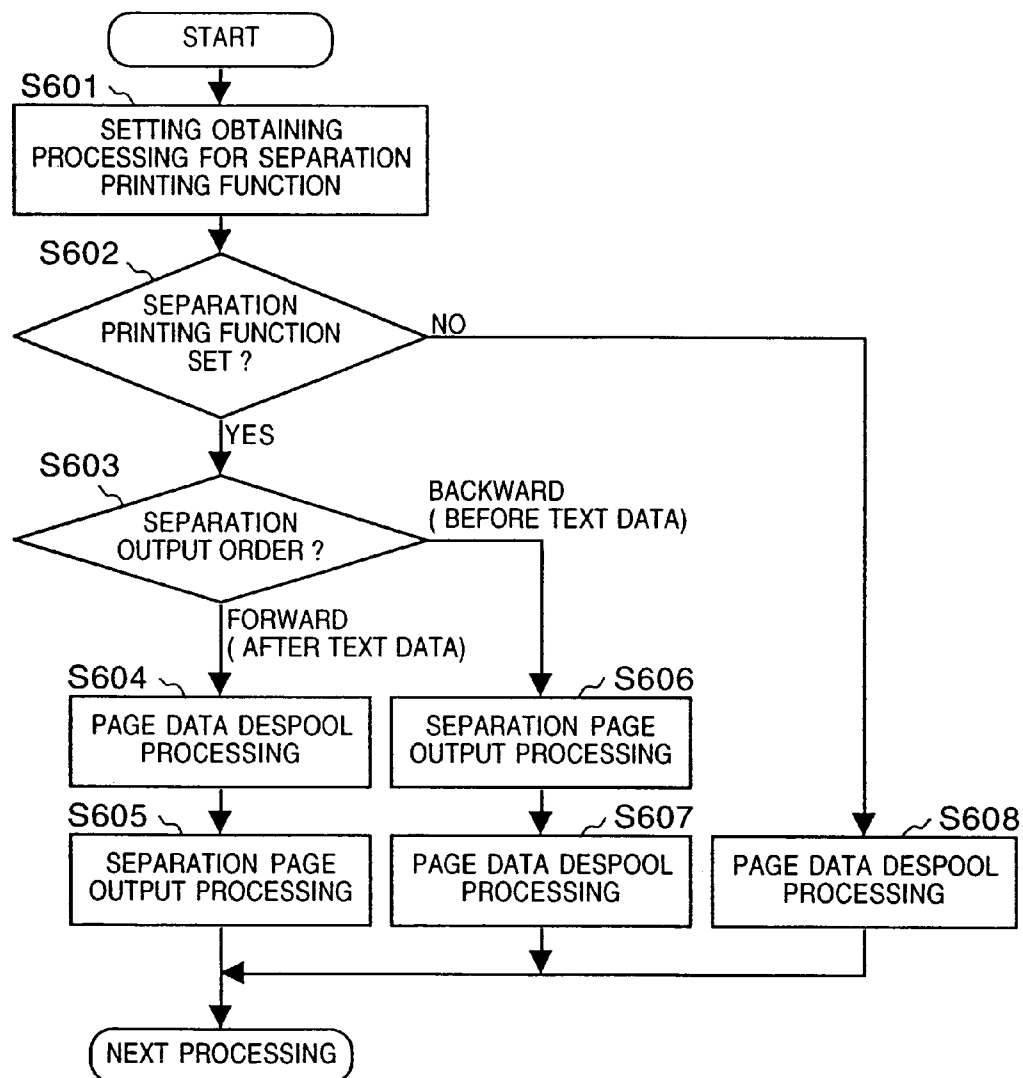 START
S601
SETTING OBTAINING
PROCESSING FOR SEPARATION
PRINTING FUNCTION
S602
SEPARATION
PRINTING FUNCTION
SET ?
NO
YES
S603
SEPARATION
OUTPUT ORDER ?
BACKWARD
( BEFORE TEXT DATA)
FORWARD
( AFTER TEXT DATA)
S604
PAGE DATA DESPOOL
PROCESSING
S606
SEPARATION PAGE
OUTPUT PROCESSING
S605
SEPARATION PAGE
OUTPUT PROCESSING
S607
PAGE DATA DESPOOL
PROCESSING
S608
PAGE DATA DESPOOL
PROCESSING
NEXT PROCESSING